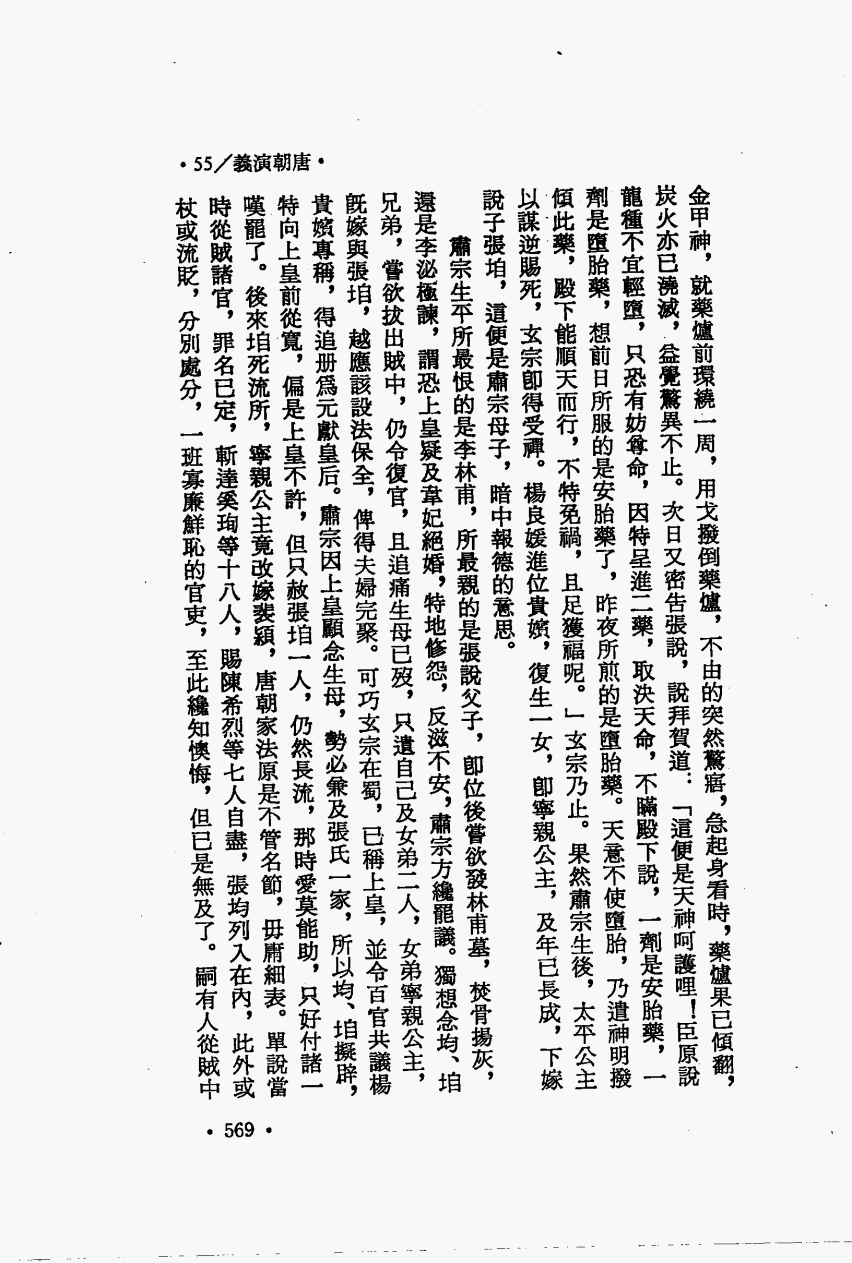 •55／義演朝唐•
金甲神，就藥爐前環繞一周，用戈撥倒藥爐，不由的突然驚寤，急起身看時，藥爐果已傾翻，
炭火亦已澆滅，益覺驚異不止。次日又密告張說，說拜賀道：「這便是天神呵護哩！臣原說
龍種不宜輕墮，只恐有妨尊命，因特呈進二藥，取決天命，不瞞殿下說，一劑是安胎藥，一
劑是墮胎藥，想前日所服的是安胎藥了，昨夜所煎的是墮胎藥。天意不使墮胎，乃遣神明撥
傾此藥，殿下能順天而行，不特免禍，且足獲福呢。」玄宗乃止。果然肅宗生後，太平公主
以謀逆賜死，玄宗卽得受禪。楊良媛進位貴嬪，復生一女，卽寧親公主，及年已長成，下嫁
說子張垍，這便是肅宗母子，暗中報德的意思。
肅宗生平所最恨的是李林甫，所最親的是張說父子，卽位後嘗欲發林甫墓，焚骨揚灰，
還是李泌極諫，謂恐上皇疑及韋妃絕婚，特地修怨，反滋不安，肅宗方纔罷議。獨想念均、垍
兄弟，嘗欲拔出賊中，仍令復官，且追痛生母已歿，只遺自己及女弟二人，女弟寧親公主，
旣嫁與張垍，越應該設法保全，俾得夫婦完聚。可巧玄宗在蜀，已稱上皇，並令百官共議楊
貴嬪專稱，得追册爲元獻皇后。肅宗因上皇顧念生母，勢必兼及張氏一家，所以均、垍擬辟，
特向上皇前從寬，偏是上皇不許，但只赦張垍一人，仍然長流，那時愛莫能助，只好付諸一
嘆罷了。後來垍死流所，寧親公主竟改嫁裴潁，唐朝家法原是不管名節，毋庸細表。單說當
時從賊諸官，罪名已定，斬達奚珣等十八人，賜陳希烈等七人自盡，張均列入在內，此外或
杖或流貶，分別處分，一班寡廉鮮恥的官吏，至此纔知懊悔，但已是無及了。嗣有人從賊中
•569•